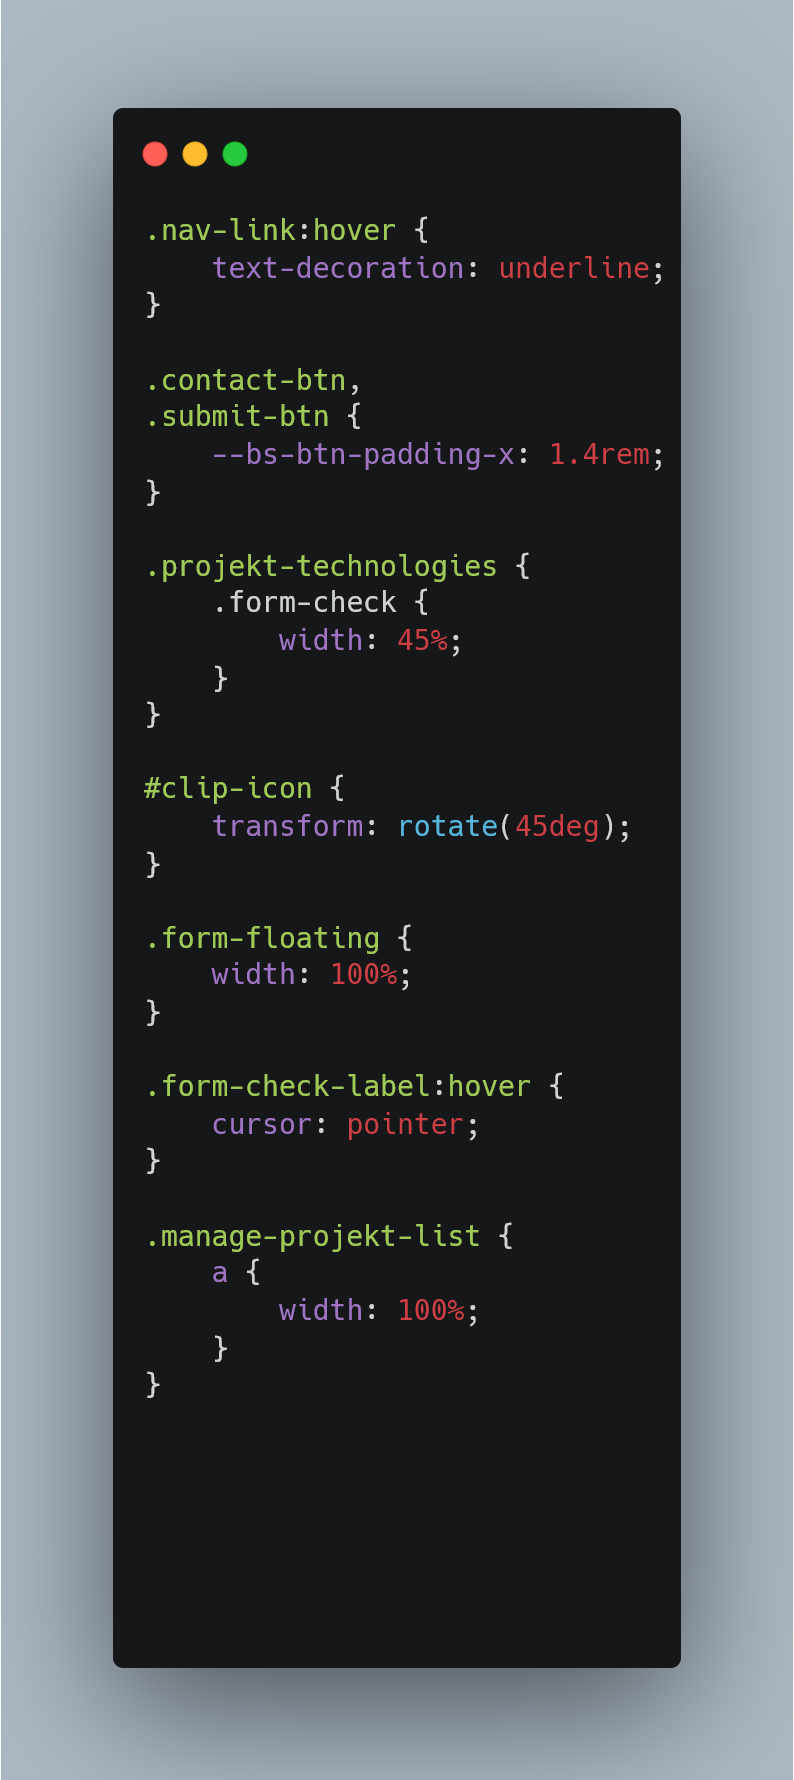 .nav-link:hover {
    text-decoration: underline;
}

.contact-btn,
.submit-btn {
    --bs-btn-padding-x: 1.4rem;
}

.projekt-technologies {
    .form-check {
        width: 45%;
    }
}

#clip-icon {
    transform: rotate(45deg);
}

.form-floating {
    width: 100%;
}

.form-check-label:hover {
    cursor: pointer;
}

.manage-projekt-list {
    a {
        width: 100%;
    }
}